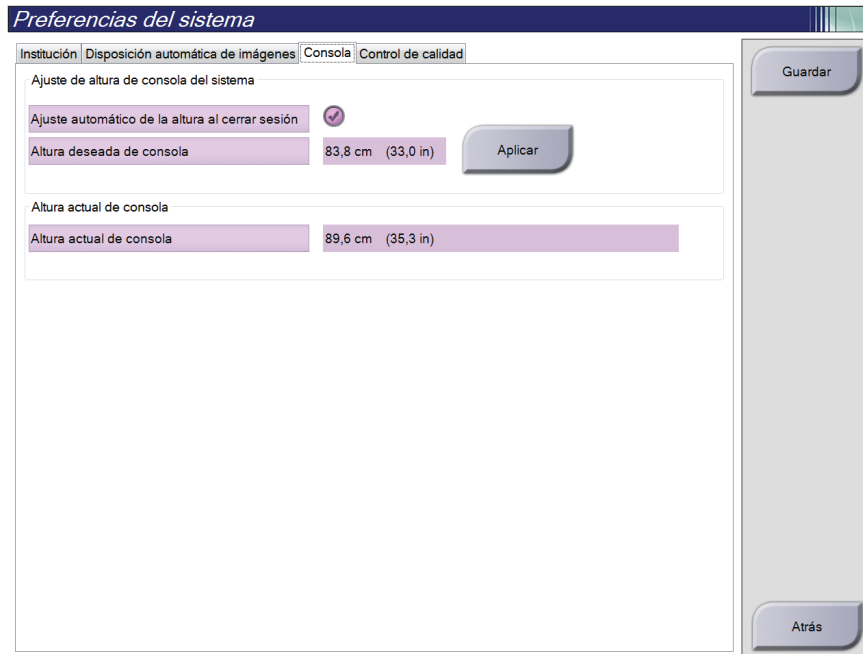 Preferencias del sistema
Institución Disposición automática de imágenes Consola Control de calidad
Guardar
Ajuste de altura de consola del sistema
Ajuste automático de la altura al cerrar sesión
Altura deseada de consola 83,8 cm (33,0 in) Aplicar
Altura actual de consola
Altura actual de consola 89,6 cm (35,3 in)
Atrás